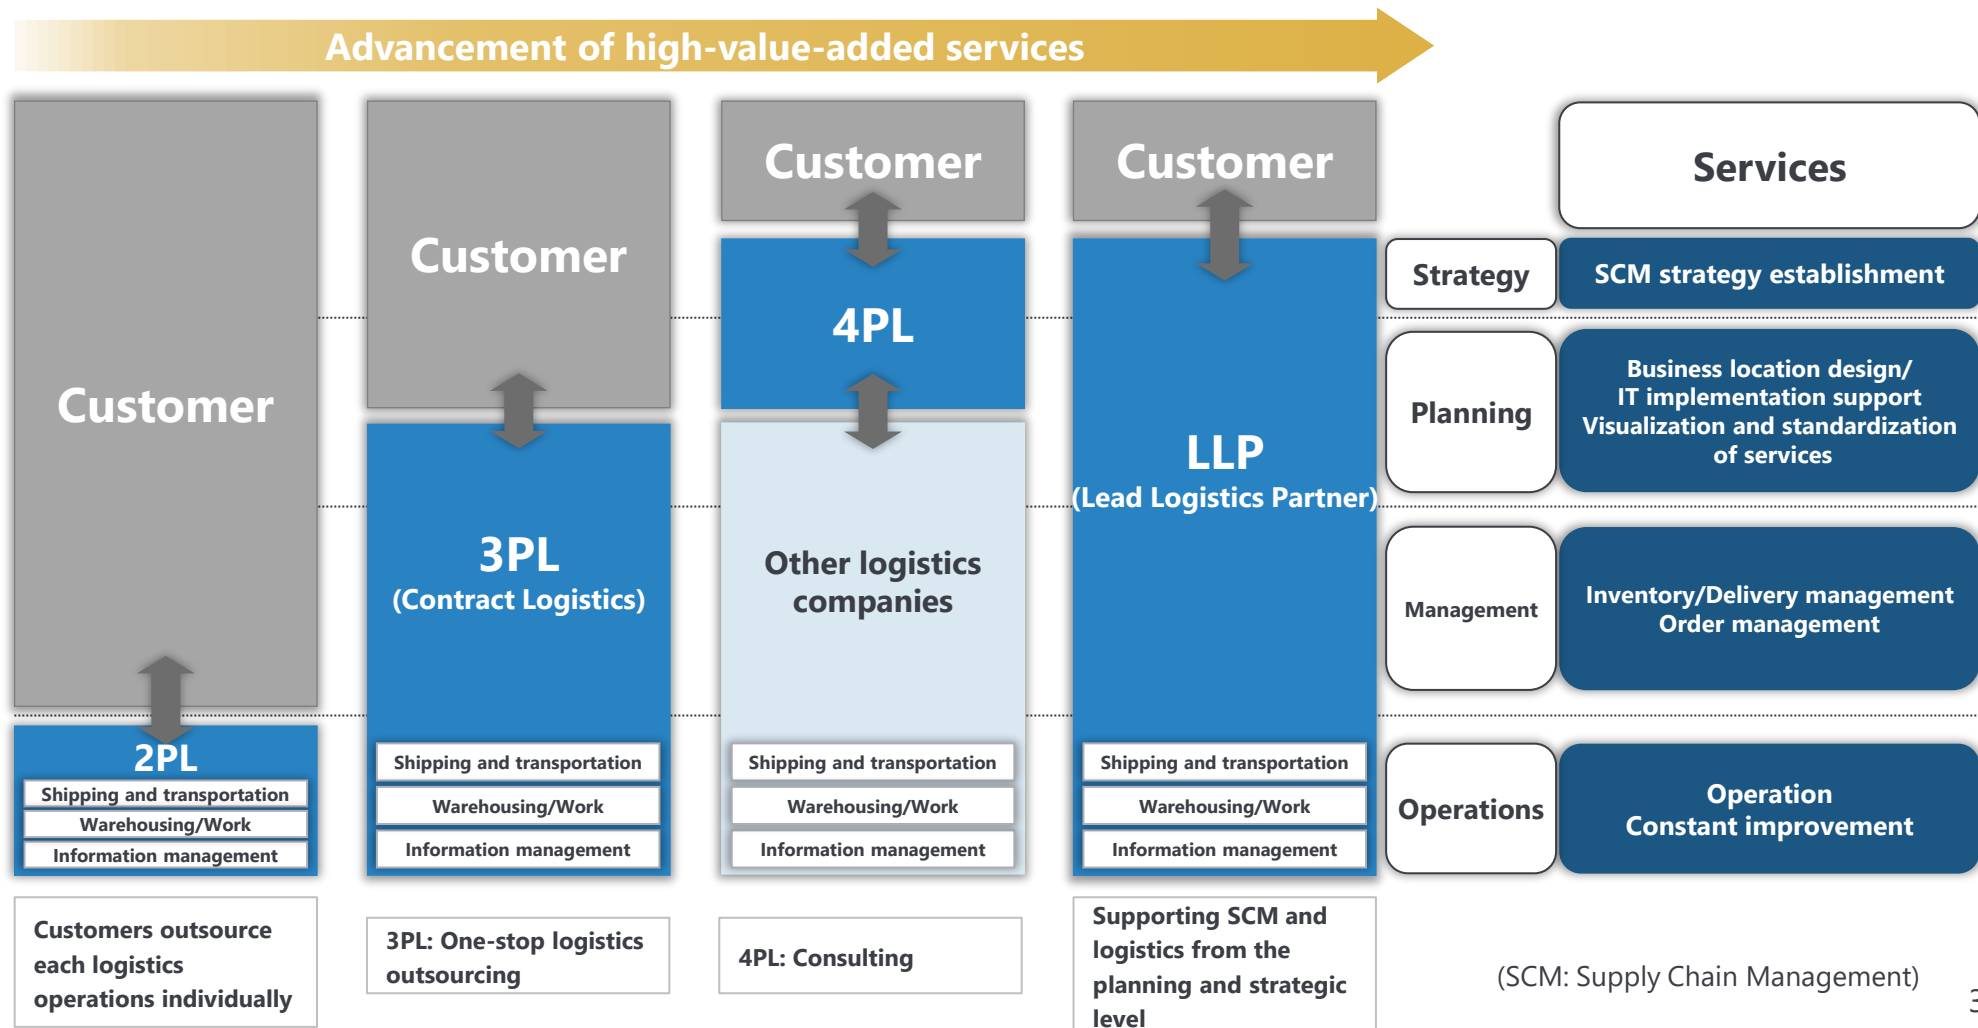 Advancement of high-value-added services
Customer
2PL
Shipping and transportation
Warehousing/Work
Information management
Customers outsource
each logistics
operations individually
Customer
3PL
(Contract Logistics)
Shipping and transportation
Warehousing/Work
Information management
3PL: One-stop logistics
outsourcing
Customer
4PL
Other logistics
companies
Shipping and transportation
Warehousing/Work
Information management
4PL: Consulting
Customer
LLP
(Lead Logistics Partner)
Shipping and transportation
Warehousing/Work
Information management
Supporting SCM and
logistics from the
planning and strategic
level
Services
Strategy
SCM strategy establishment
Planning
Business location design/
IT implementation support
Visualization and standardization
of services
Management
Inventory/Delivery management
Order management
Operations
Operation
Constant improvement
(SCM: Supply Chain Management)